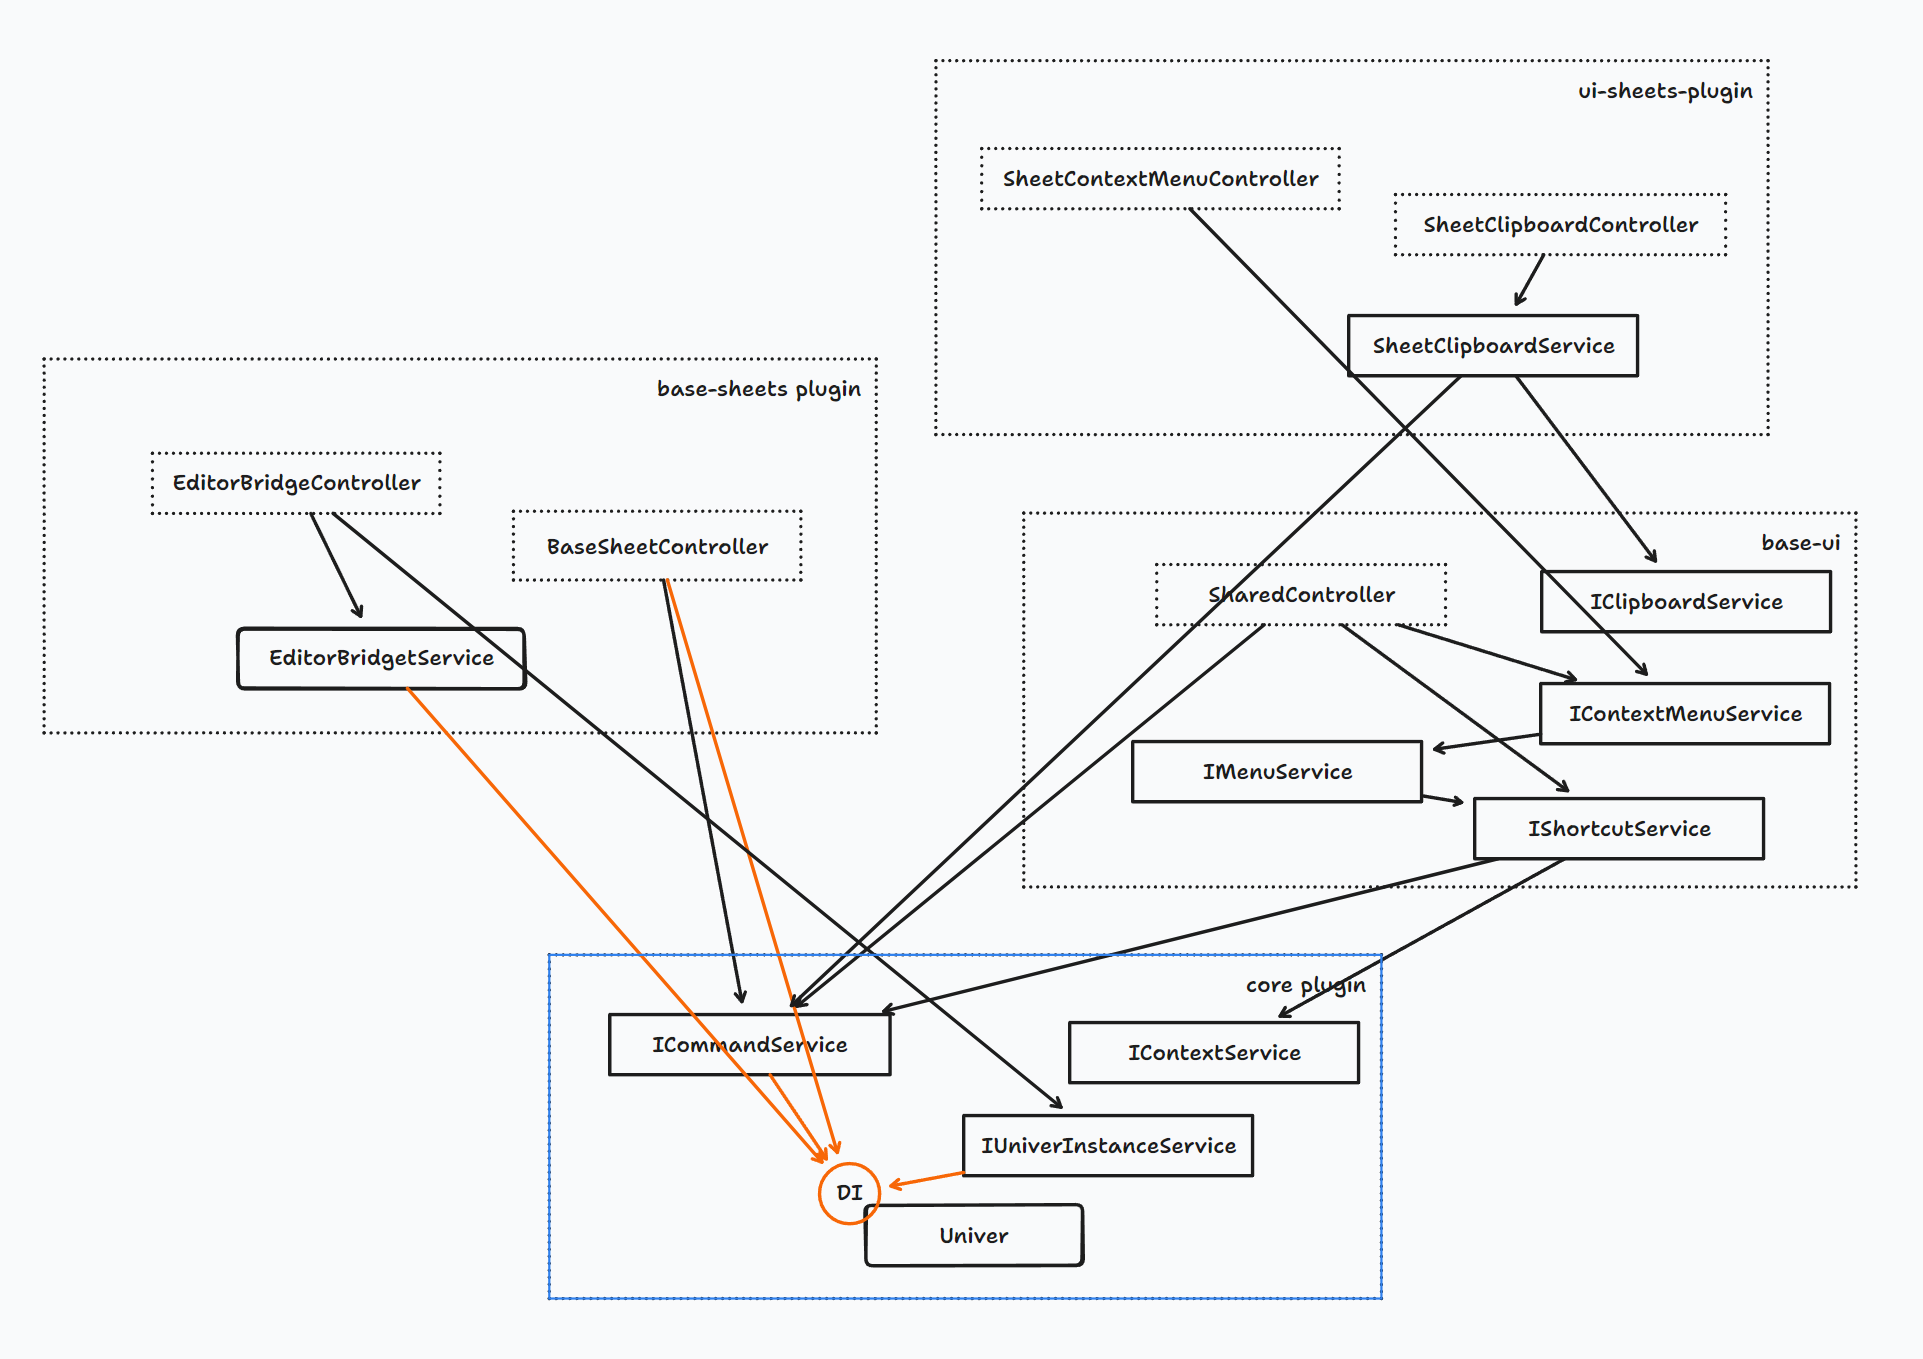 ui-sheets-plugin
SheetContextMenuController
SheetClipboardController
SheetClipboardService
base-sheets plugin
EditorBridgeController
BaseSheetController
EditorBridgetService
base-ui
SharedController
IClipboardService
IContextMenuService
IMenuService
IShortcutService
core plugin
ICommandService
IContextService
IUniverInstanceService
DI
Univer